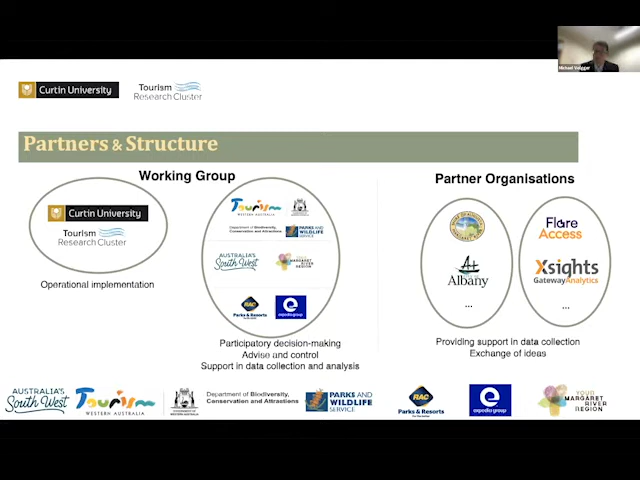 Michael Volgger
Curtin University
Tourism
Research Cluster
Partners & Structure
Working Group
Partner Organisations
Curtin University
Tourism
Research Cluster
Operational implementation
Tourism
WESTERN AUSTRALIA
Department of Biodiversity,
Conservation and Attractions
PARKS AND
WILDLIFE
SERVICE
AUSTRALIA'S
South West
YOUR
MARGARET RIVER
REGION
RAC
Parks & Resorts
e
expedia group
Participatory decision-making
Advise and control
Support in data collection and analysis
Albany
...
Flare
Access
Xsights
GatewayAnalytics
...
Providing support in data collection
Exchange of ideas
AUSTRALIA'S
South West
Tourism
WESTERN AUSTRALIA
Department of Biodiversity,
Conservation and Attractions
PARKS AND
WILDLIFE
SERVICE
RAC
Parks & Resorts
e
expedia group
YOUR
MARGARET
RIVER
REGION